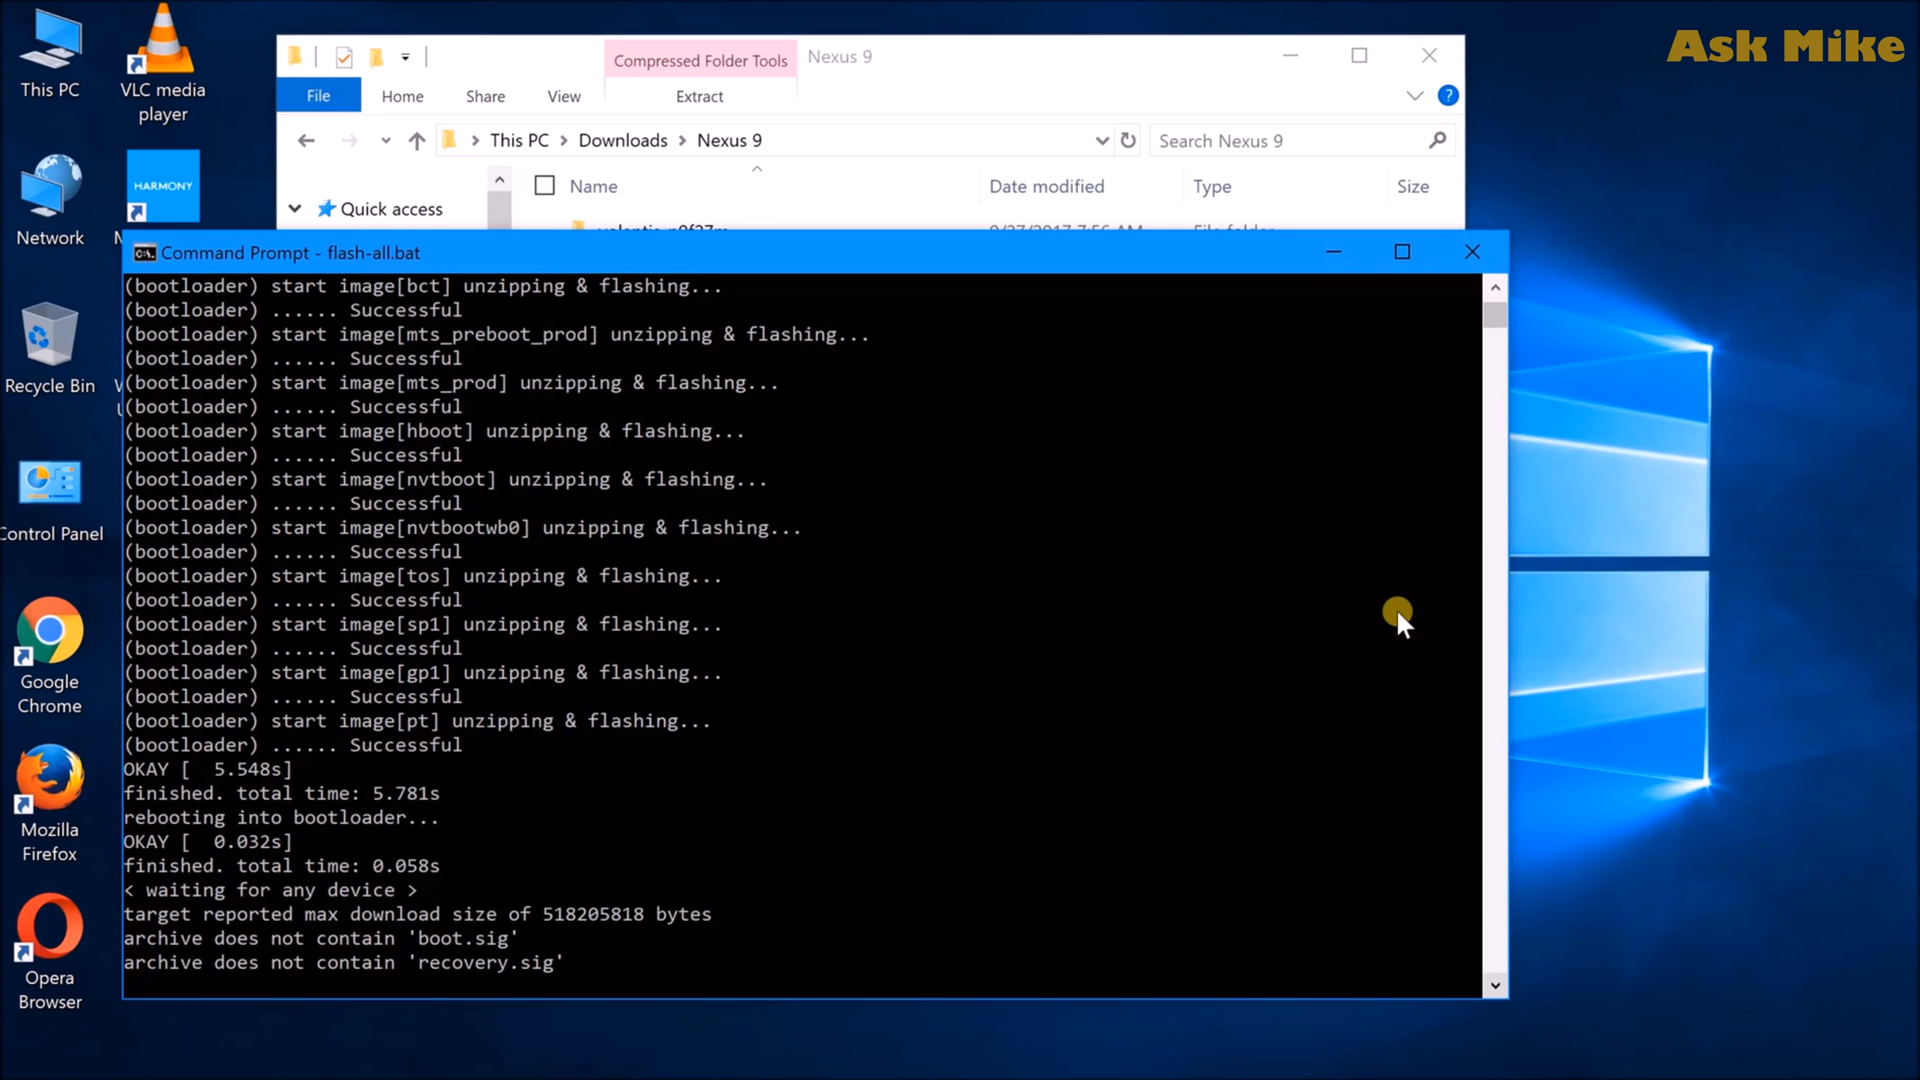 Ask Mike
This PC
VLC media
player
Network
HARMONY
Recycle Bin
Control Panel
Google
Chrome
Mozilla
Firefox
Opera
Browser
Compressed Folder Tools
Nexus 9
File
Home
Share
View
Extract
This PC
Downloads
Nexus 9
Search Nexus 9
Quick access
Name
Date modified
Type
Size
Command Prompt - flash-all.bat
(bootloader) start image[bct] unzipping & flashing...
(bootloader) ...... Successful
(bootloader) start image[mts_preboot_prod] unzipping & flashing...
(bootloader) ...... Successful
(bootloader) start image[mts_prod] unzipping & flashing...
(bootloader) ...... Successful
(bootloader) start image[hboot] unzipping & flashing...
(bootloader) ...... Successful
(bootloader) start image[nvtboot] unzipping & flashing...
(bootloader) ...... Successful
(bootloader) start image[nvtbootwb0] unzipping & flashing...
(bootloader) ...... Successful
(bootloader) start image[tos] unzipping & flashing...
(bootloader) ...... Successful
(bootloader) start image[sp1] unzipping & flashing...
(bootloader) ...... Successful
(bootloader) start image[gp1] unzipping & flashing...
(bootloader) ...... Successful
(bootloader) start image[pt] unzipping & flashing...
(bootloader) ...... Successful
OKAY [  5.548s]
finished. total time: 5.781s
rebooting into bootloader...
OKAY [  0.032s]
finished. total time: 0.058s
< waiting for any device >
target reported max download size of 518205818 bytes
archive does not contain 'boot.sig'
archive does not contain 'recovery.sig'